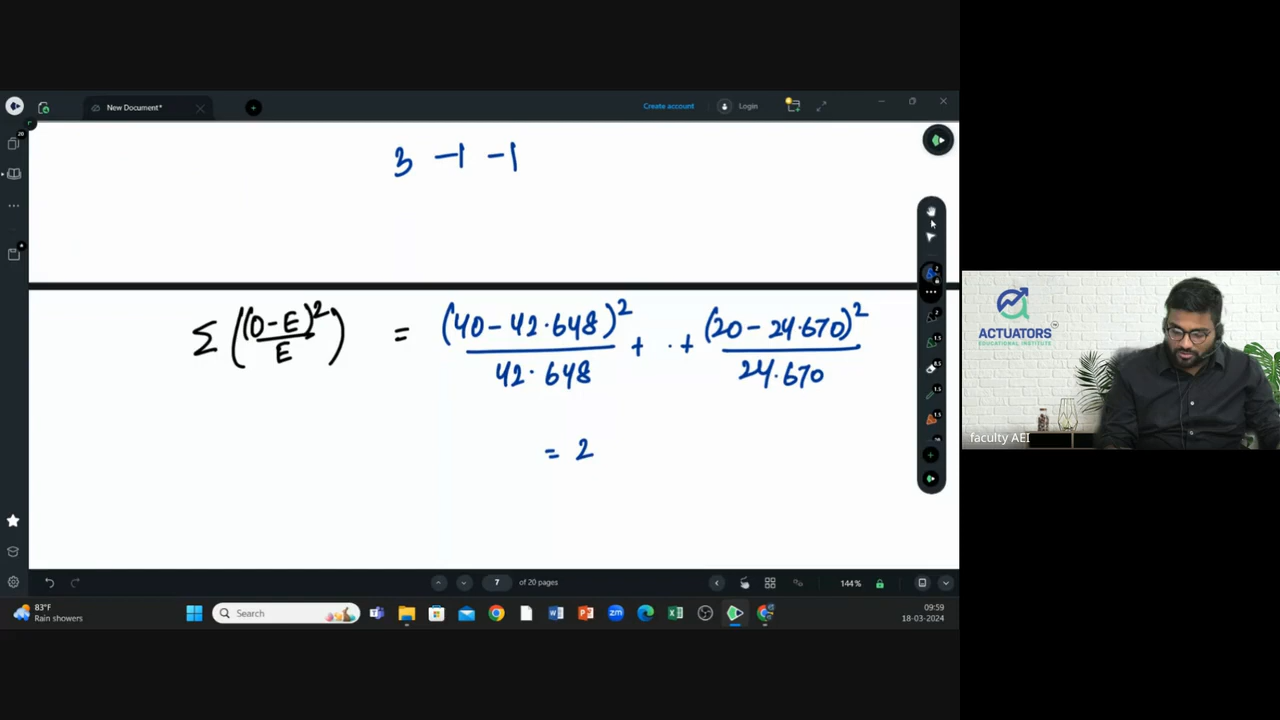 New Document*
Create account
Login
3 -1 -1
Σ((O-E)²/E) = (40-42.648)²/42.648 + . + (20-24.670)²/24.670
= 2
ACTUATORS
EDUCATIONAL INSTITUTE
faculty AEI
7 of 20 pages
144%
83°F
Rain showers
Search
09:59
18-03-2024